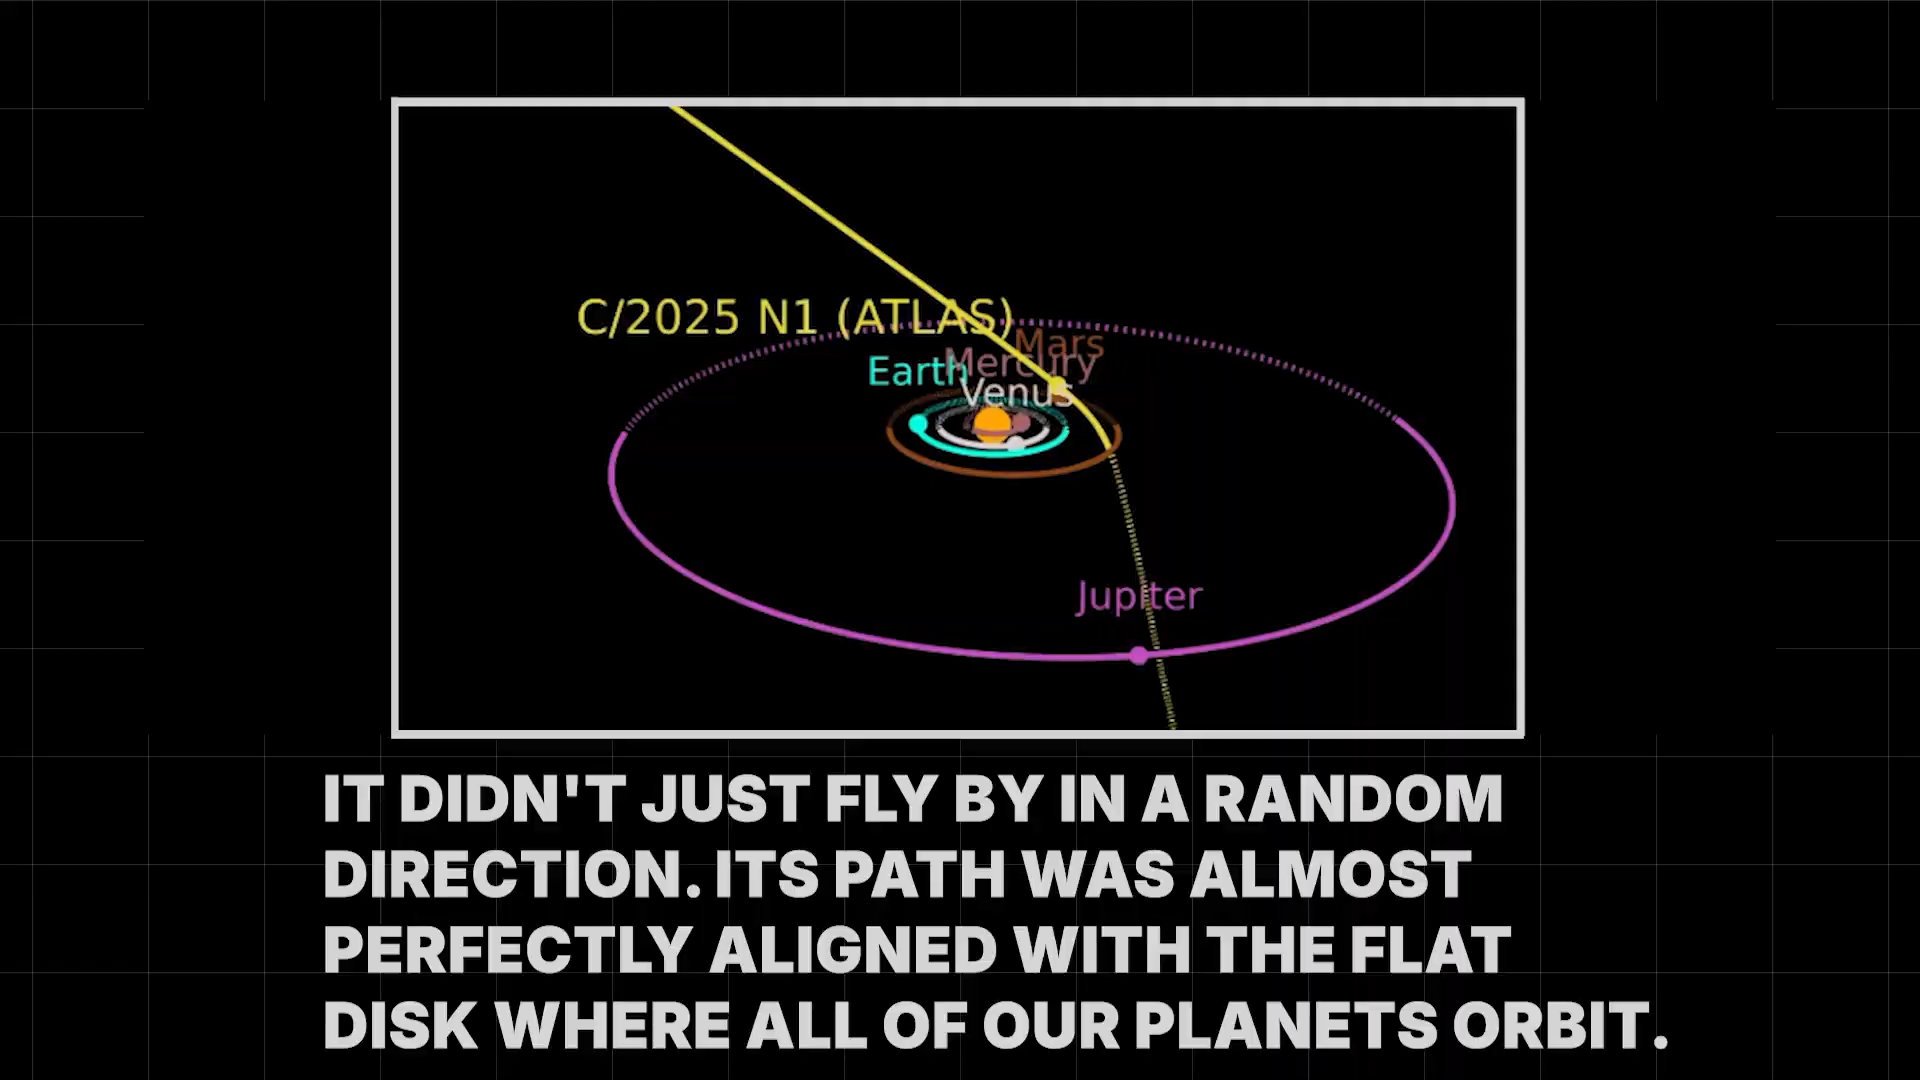 C/2025 N1 (ATLAS)
Mars
Mercury
Earth
Venus
Jupiter
IT DIDN'T JUST FLY BY IN A RANDOM
DIRECTION. ITS PATH WAS ALMOST
PERFECTLY ALIGNED WITH THE FLAT
DISK WHERE ALL OF OUR PLANETS ORBIT.